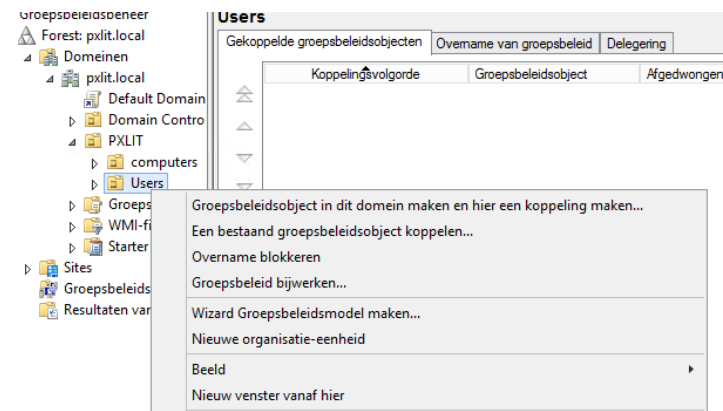 Groepsbeleidsbeheer
Forest: pxlit.local
Domeinen
pxlit.local
Default Domain
Domain Contro
PXLIT
computers
Users
Groeps
WMI-fi
Starter
Sites
Groepsbeleids
Resultaten var
Users
Gekoppelde groepsbeleidsobjecten Overname van groepsbeleid Delegering
Koppelingsvolgorde Groepsbeleidsobject Afgedwongen
Groepsbeleidsobject in dit domein maken en hier een koppeling maken...
Een bestaand groepsbeleidsobject koppelen...
Overname blokkeren
Groepsbeleid bijwerken...
Wizard Groepsbeleidsmodel maken...
Nieuwe organisatie-eenheid
Beeld
Nieuw venster vanaf hier